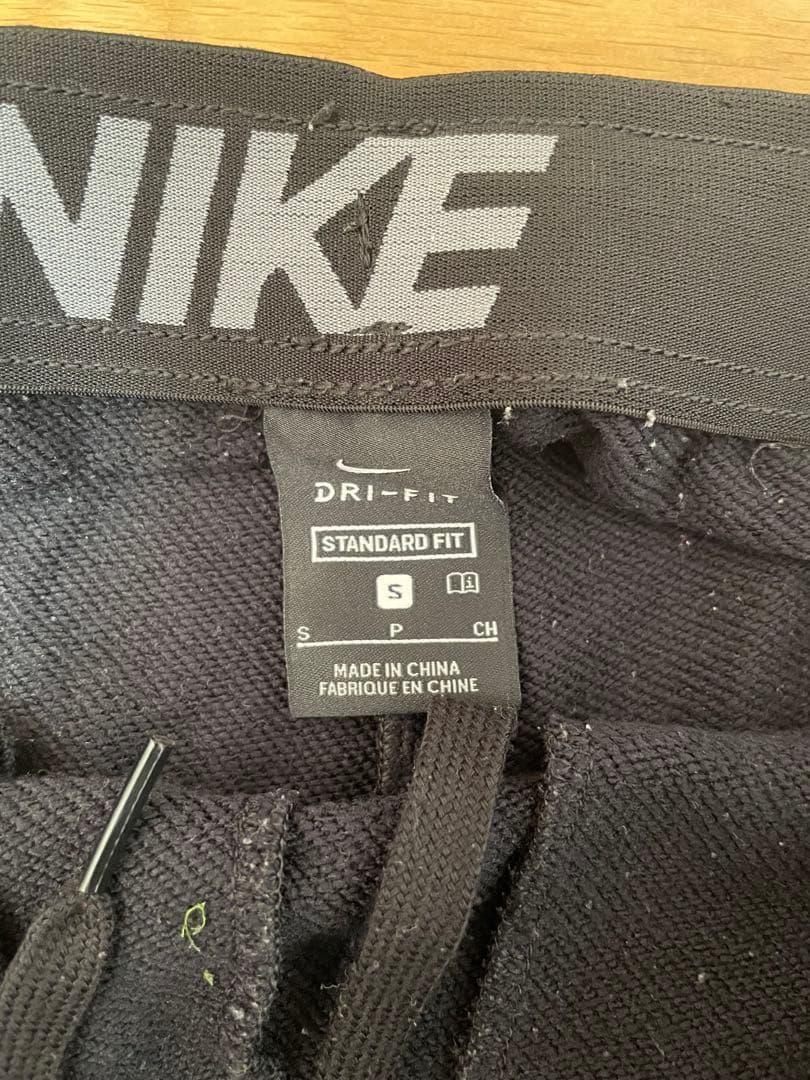 NIKE
DRI-FIT
STANDARD FIT
S
S P CH
MADE IN CHINA
FABRIQUE EN CHINE